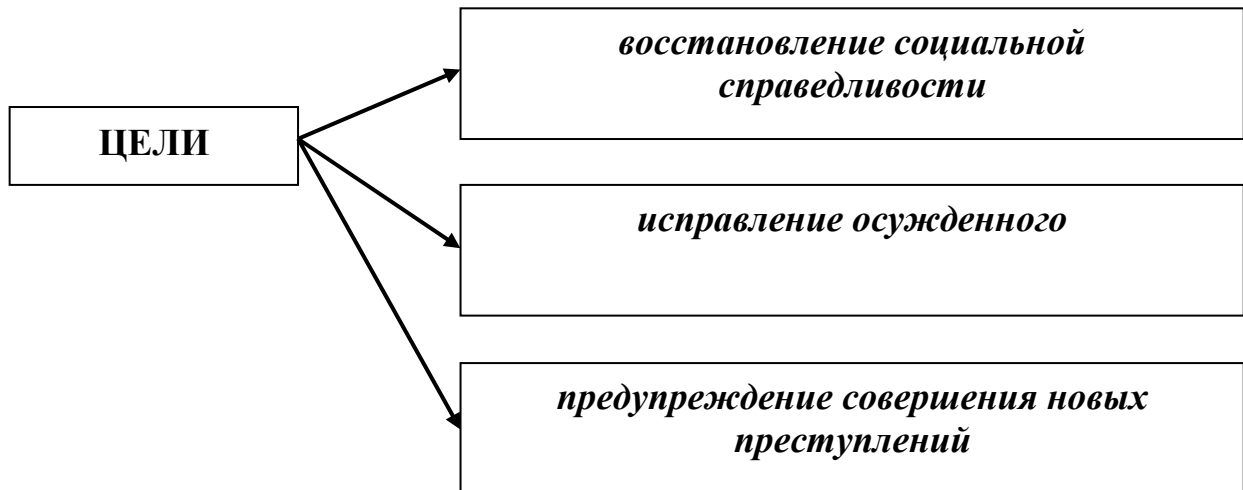 восстановление социальной
справедливости
ЦЕЛИ
исправление осужденного
предупреждение совершения новых
преступлений